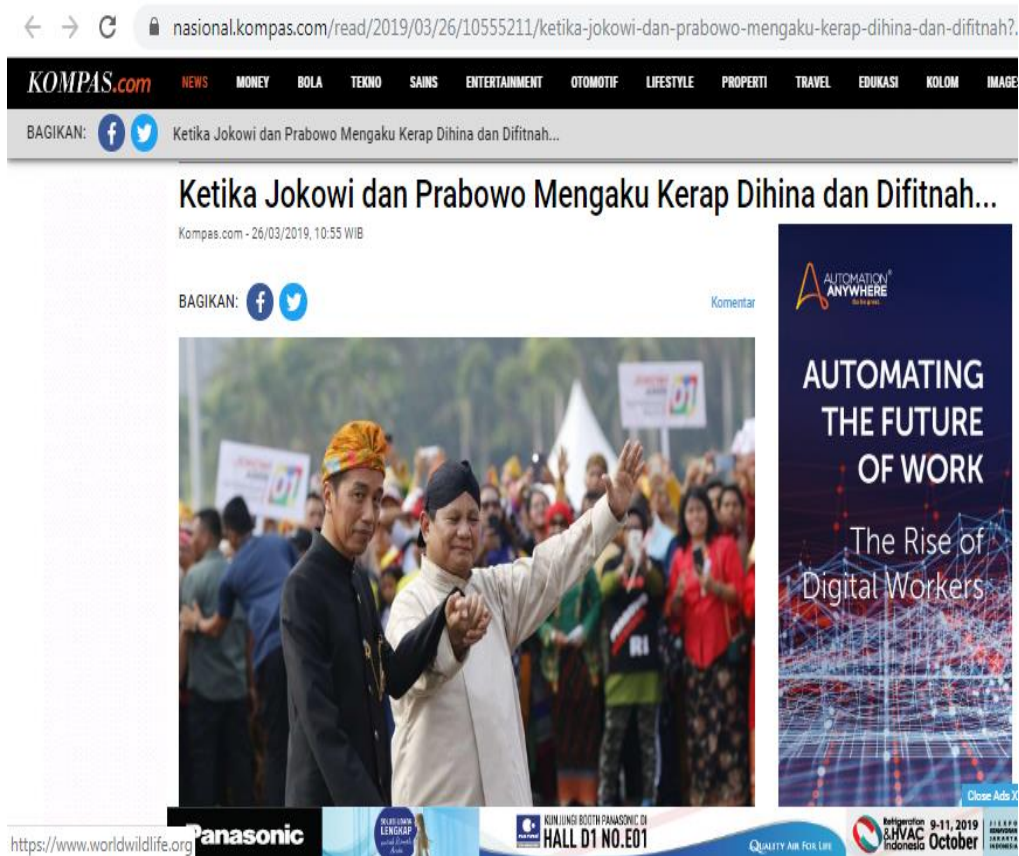 nasional.kompas.com/read/2019/03/26/10555211/ketika-jokowi-dan-prabowo-mengaku-kerap-dihina-dan-difitnah?.
KOMPAS.com NEWS MONEY BOLA TEKNO SAINS ENTERTAINMENT OTOMOTIF LIFESTYLE PROPERTI TRAVEL EDUKASI KOLOM IMAGES
BAGIKAN: Ketika Jokowi dan Prabowo Mengaku Kerap Dihina dan Difitnah...
Ketika Jokowi dan Prabowo Mengaku Kerap Dihina dan Difitnah...
Kompas.com - 26/03/2019, 10:55 WIB
BAGIKAN:
Komentar
AUTOMATION
ANYWHERE
AUTOMATING
THE FUTURE
OF WORK
The Rise of
Digital Workers
01
01
RI
Close Ads X
https://www.worldwildlife.org
Panasonic
LENGKAP
KUNJUNGI BOOTH PANASONIC DI
HALL D1 NO.E01
QUALITY AIR FOR LIFE
Refrigeration
&HVAC
Indonesia
9-11, 2019
October